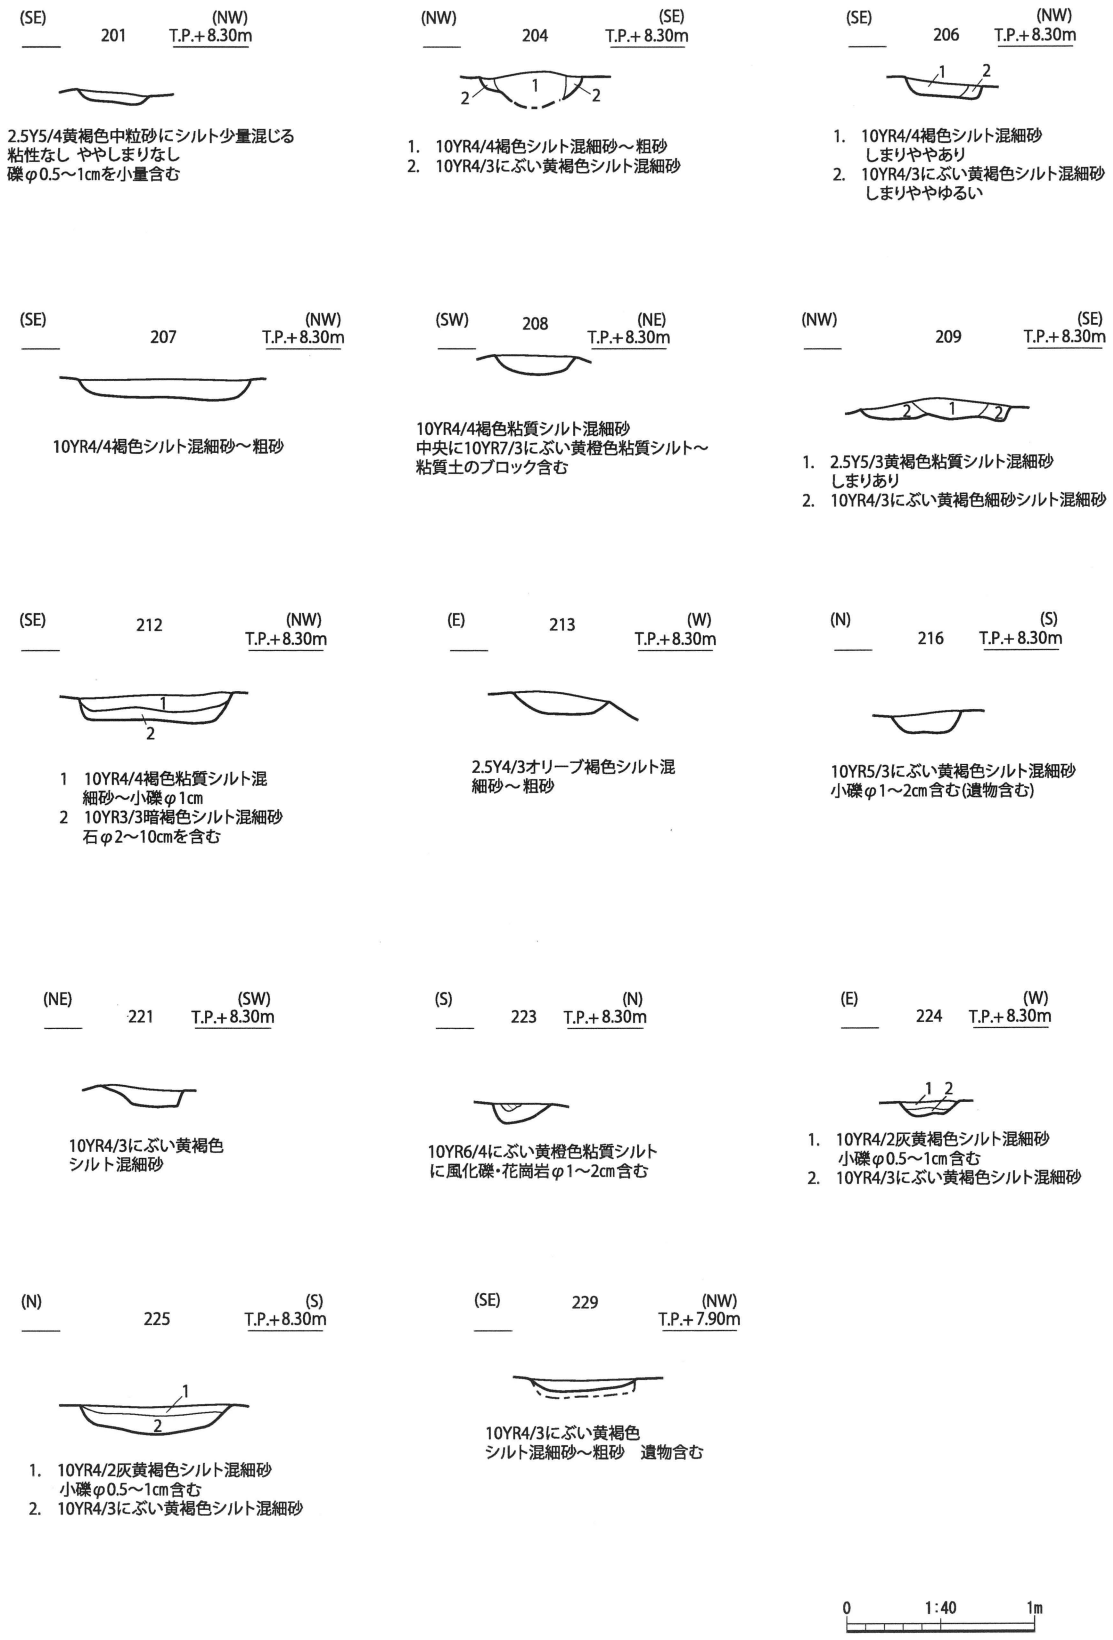 (SE) (NW)
201 T.P.+8.30m
2.5Y5/4黄褐色中粒砂にシルト少量混じる
粘性なし ややしまりなし
礫φ0.5～1㎝を小量含む
(NW) (SE)
204 T.P.+8.30m
1
2 2
1. 10YR4/4褐色シルト混細砂～粗砂
2. 10YR4/3にぶい黄褐色シルト混細砂
(SE) (NW)
206 T.P.+8.30m
1 2
1. 10YR4/4褐色シルト混細砂
しまりややあり
2. 10YR4/3にぶい黄褐色シルト混細砂
しまりややゆるい
(SE) (NW)
207 T.P.+8.30m
10YR4/4褐色シルト混細砂～粗砂
(SW) (NE)
208 T.P.+8.30m
10YR4/4褐色粘質シルト混細砂
中央に10YR7/3にぶい黄橙色粘質シルト～
粘質土のブロック含む
(NW) (SE)
209 T.P.+8.30m
2 1 2
1. 2.5Y5/3黄褐色粘質シルト混細砂
しまりあり
2. 10YR4/3にぶい黄褐色細砂シルト混細砂
(SE) (NW)
212 T.P.+8.30m
1
2
1 10YR4/4褐色粘質シルト混
細砂～小礫φ1㎝
2 10YR3/3暗褐色シルト混細砂
石φ2～10㎝を含む
(E) (W)
213 T.P.+8.30m
2.5Y4/3オリーブ褐色シルト混
細砂～粗砂
(N) (S)
216 T.P.+8.30m
10YR5/3にぶい黄褐色シルト混細砂
小礫φ1～2㎝含む(遺物含む)
(NE) (SW)
221 T.P.+8.30m
10YR4/3にぶい黄褐色
シルト混細砂
(S) (N)
223 T.P.+8.30m
10YR6/4にぶい黄橙色粘質シルト
に風化礫・花崗岩φ1～2㎝含む
(E) (W)
224 T.P.+8.30m
1 2
1. 10YR4/2灰黄褐色シルト混細砂
小礫φ0.5～1㎝含む
2. 10YR4/3にぶい黄褐色シルト混細砂
(N) (S)
225 T.P.+8.30m
1
2
1. 10YR4/2灰黄褐色シルト混細砂
小礫φ0.5～1㎝含む
2. 10YR4/3にぶい黄褐色シルト混細砂
(SE) (NW)
229 T.P.+7.90m
10YR4/3にぶい黄褐色
シルト混細砂～粗砂 遺物含む
0 1:40 1m